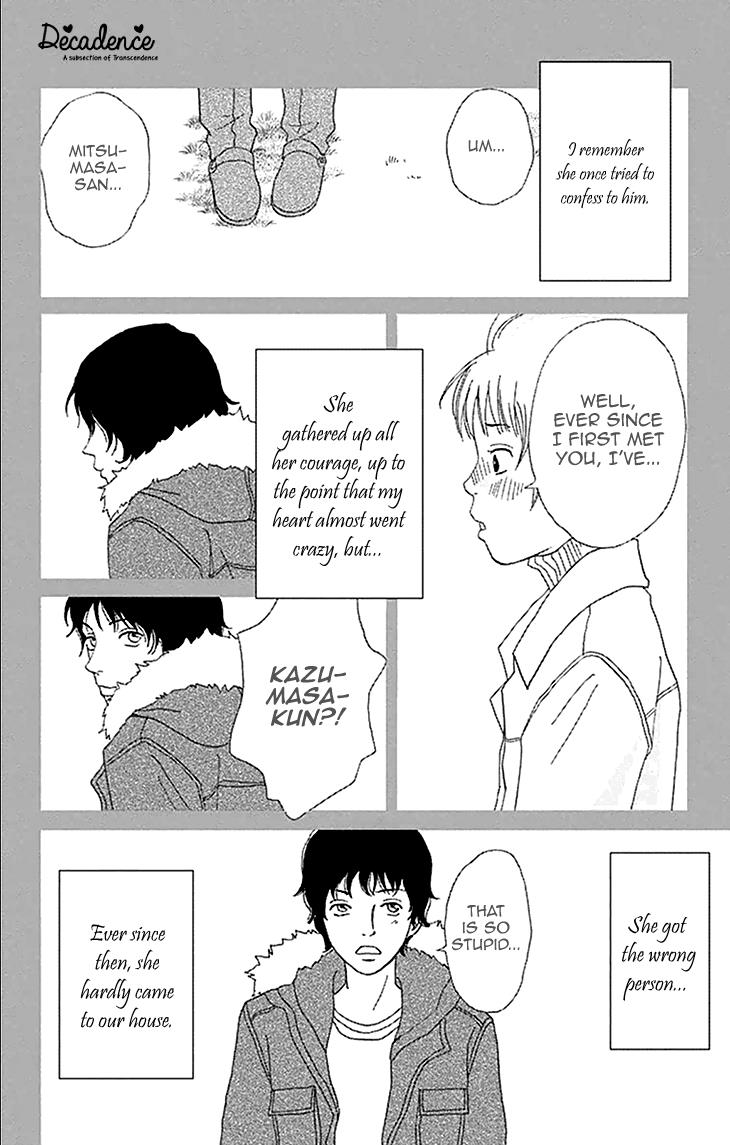 Decadence
A subsection of Transcendence
I remember
she once tried to
confess to him.
UM...
MITSU-
MASA-
SAN...
WELL,
EVER SINCE
I FIRST MET
YOU, I'VE...
She
gathered up all
her courage, up to
the point that my
heart almost went
crazy, but...
KAZU-
MASA-
KUN?!
She got
the wrong
person...
THAT
IS SO
STUPID...
Ever since
then, she
hardly came
to our house.